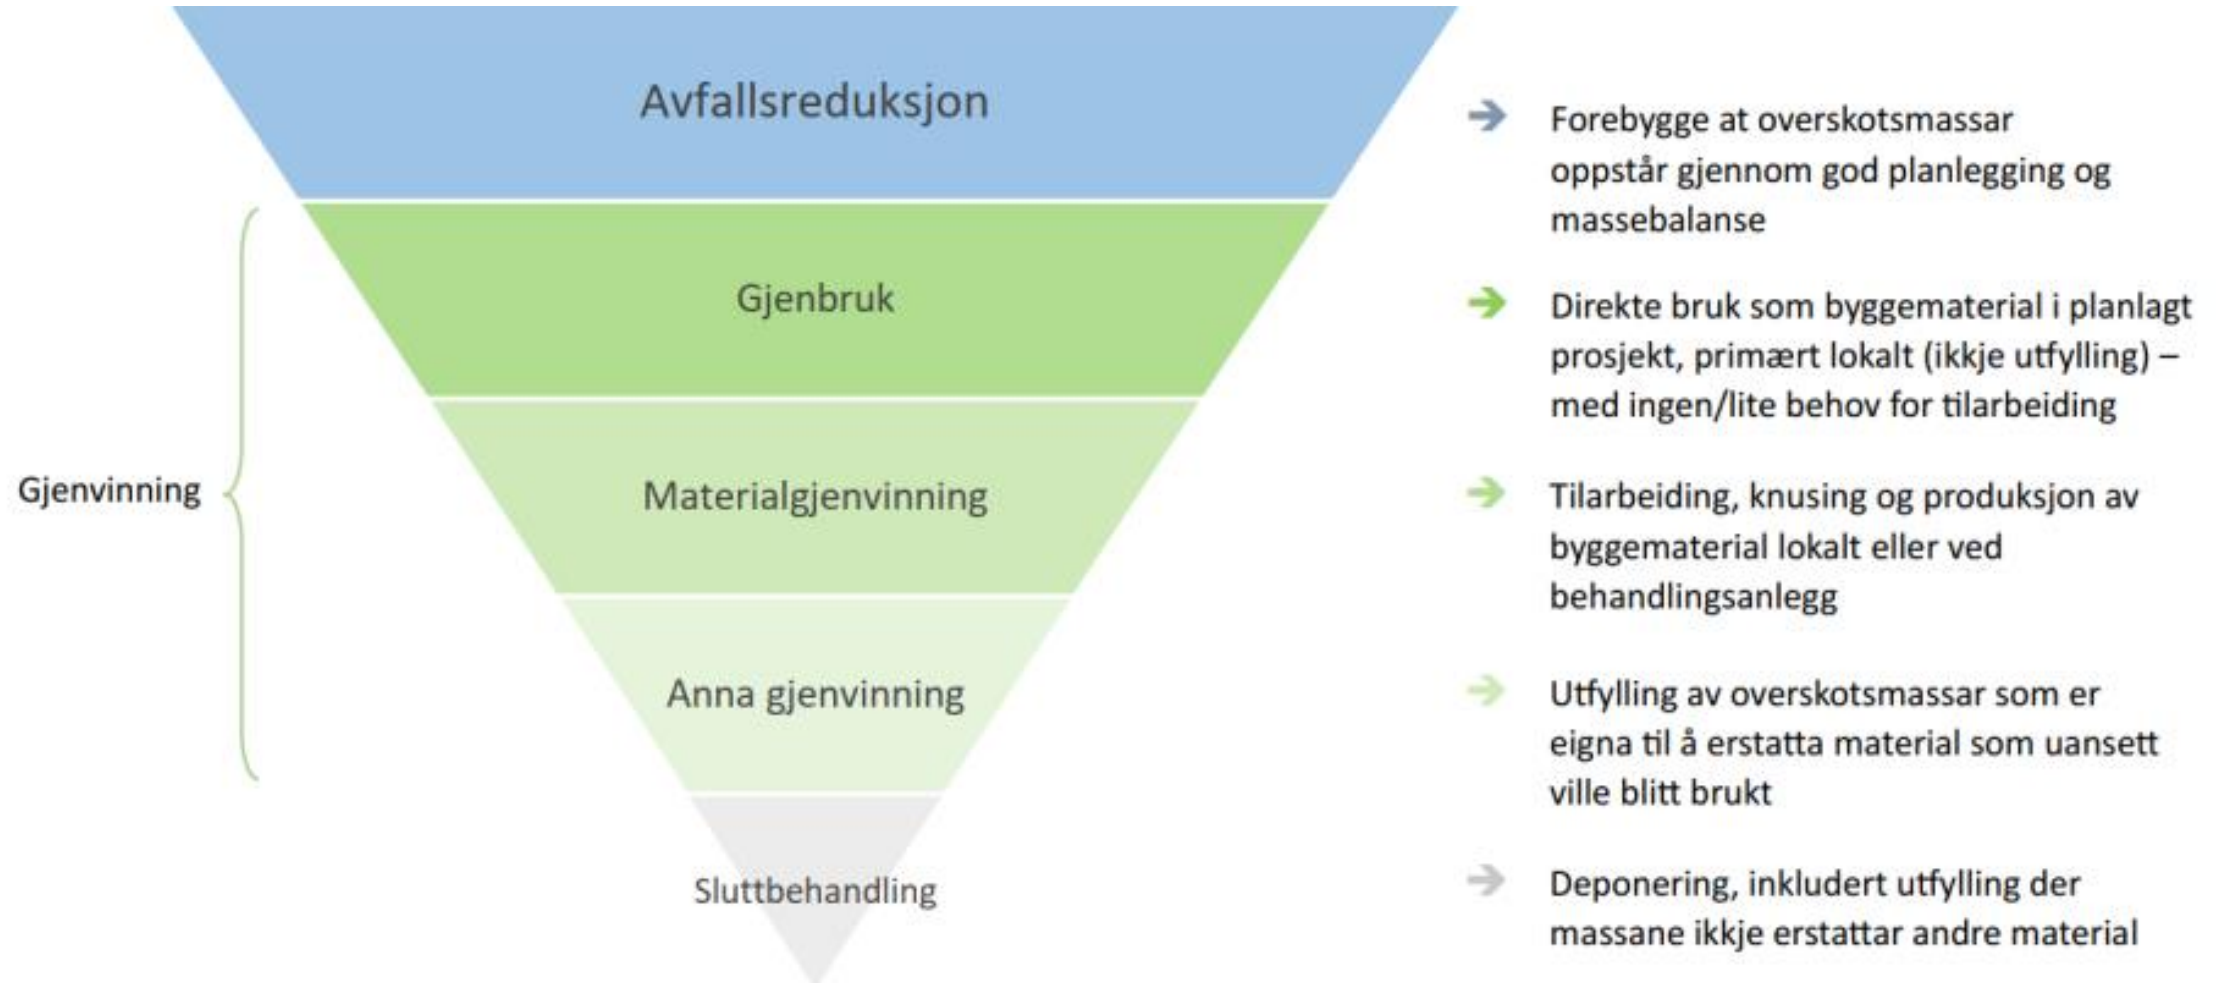 Avfallsreduksjon
Forebygge at overskotsmassar
oppstår gjennom god planlegging og
massebalanse
Gjenbruk
Direkte bruk som byggematerial i planlagt
prosjekt, primært lokalt (ikkje utfylling) –
med ingen/lite behov for tilarbeiding
Gjenvinning
Materialgjenvinning
Tilarbeiding, knusing og produksjon av
byggematerial lokalt eller ved
behandlingsanlegg
Anna gjenvinning
Utfylling av overskotsmassar som er
eigna til å erstatta material som uansett
ville blitt brukt
Sluttbehandling
Deponering, inkludert utfylling der
massane ikkje erstattar andre material